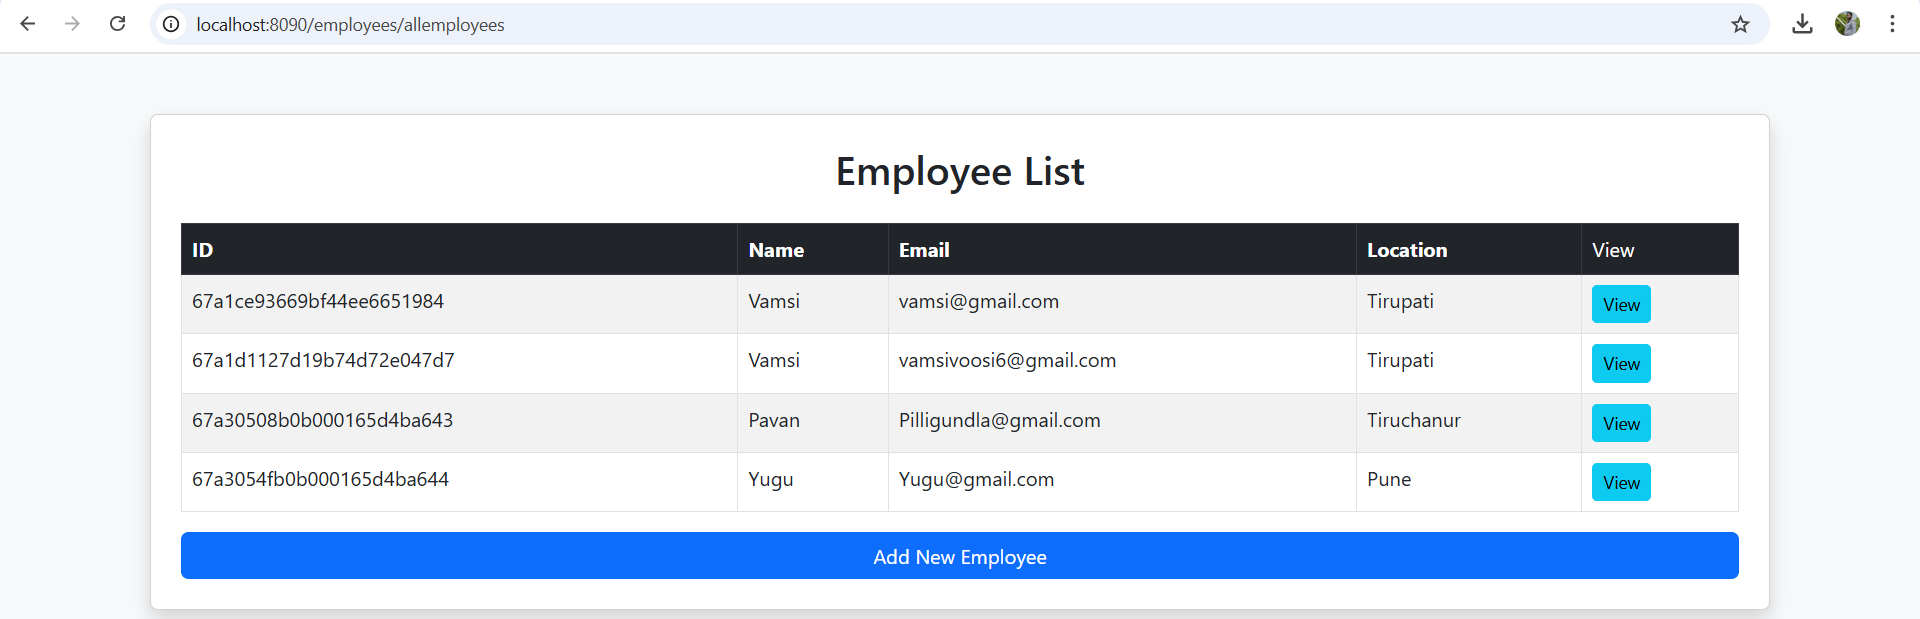 localhost:8090/employees/allemployees
Employee List
ID Name Email Location View
67a1ce93669bf44ee6651984 Vamsi vamsi@gmail.com Tirupati View
67a1d1127d19b74d72e047d7 Vamsi vamsivoosi6@gmail.com Tirupati View
67a30508b0b000165d4ba643 Pavan Pilligundla@gmail.com Tiruchanur View
67a3054fb0b000165d4ba644 Yugu Yugu@gmail.com Pune View
Add New Employee